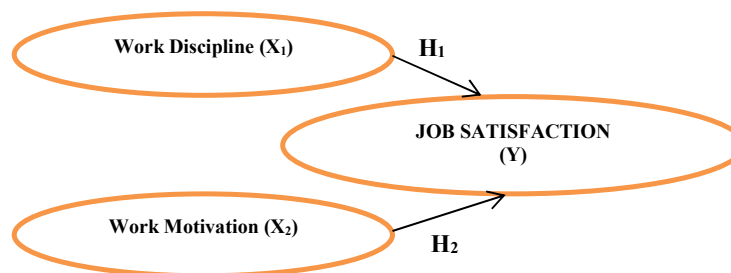 Work Discipline (X₁)
H₁
JOB SATISFACTION
(Y)
Work Motivation (X₂)
H₂